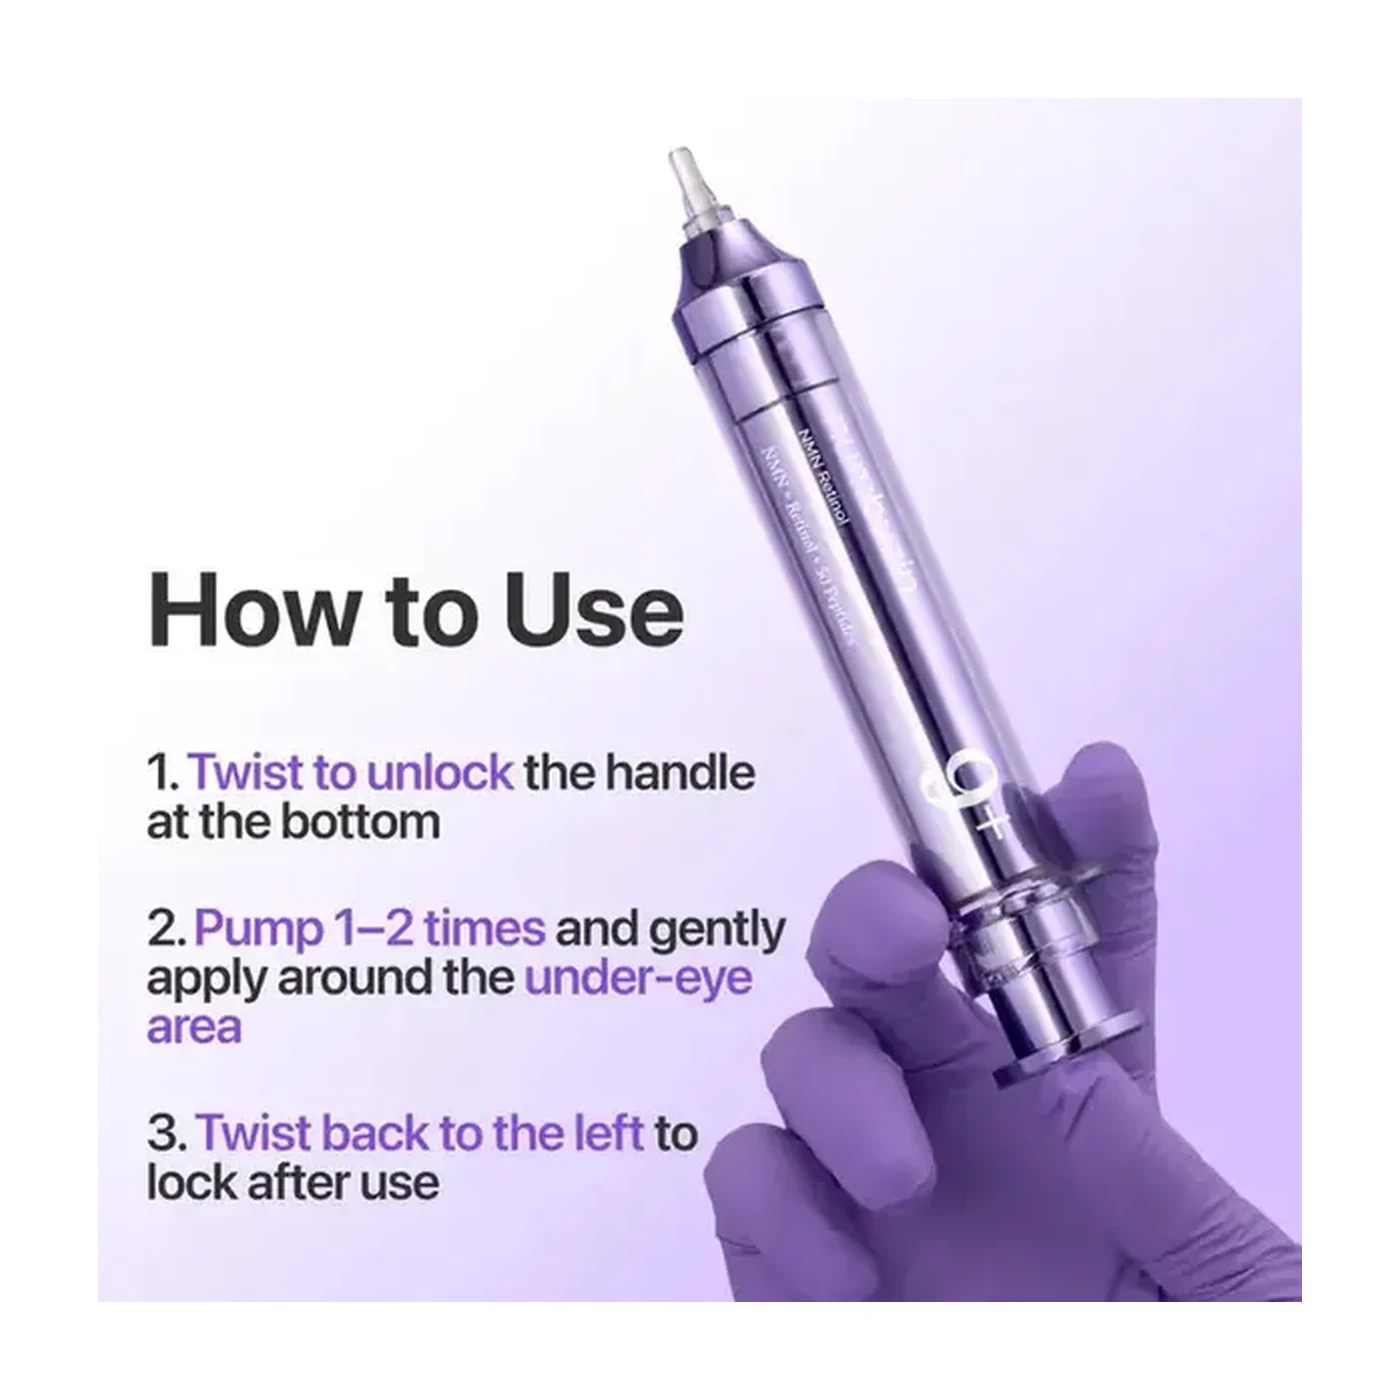 NMN Retinol
NMN + Retinol + 50 Peptides
9+
How to Use
1. Twist to unlock the handle
at the bottom
2. Pump 1–2 times and gently
apply around the under-eye
area
3. Twist back to the left to
lock after use